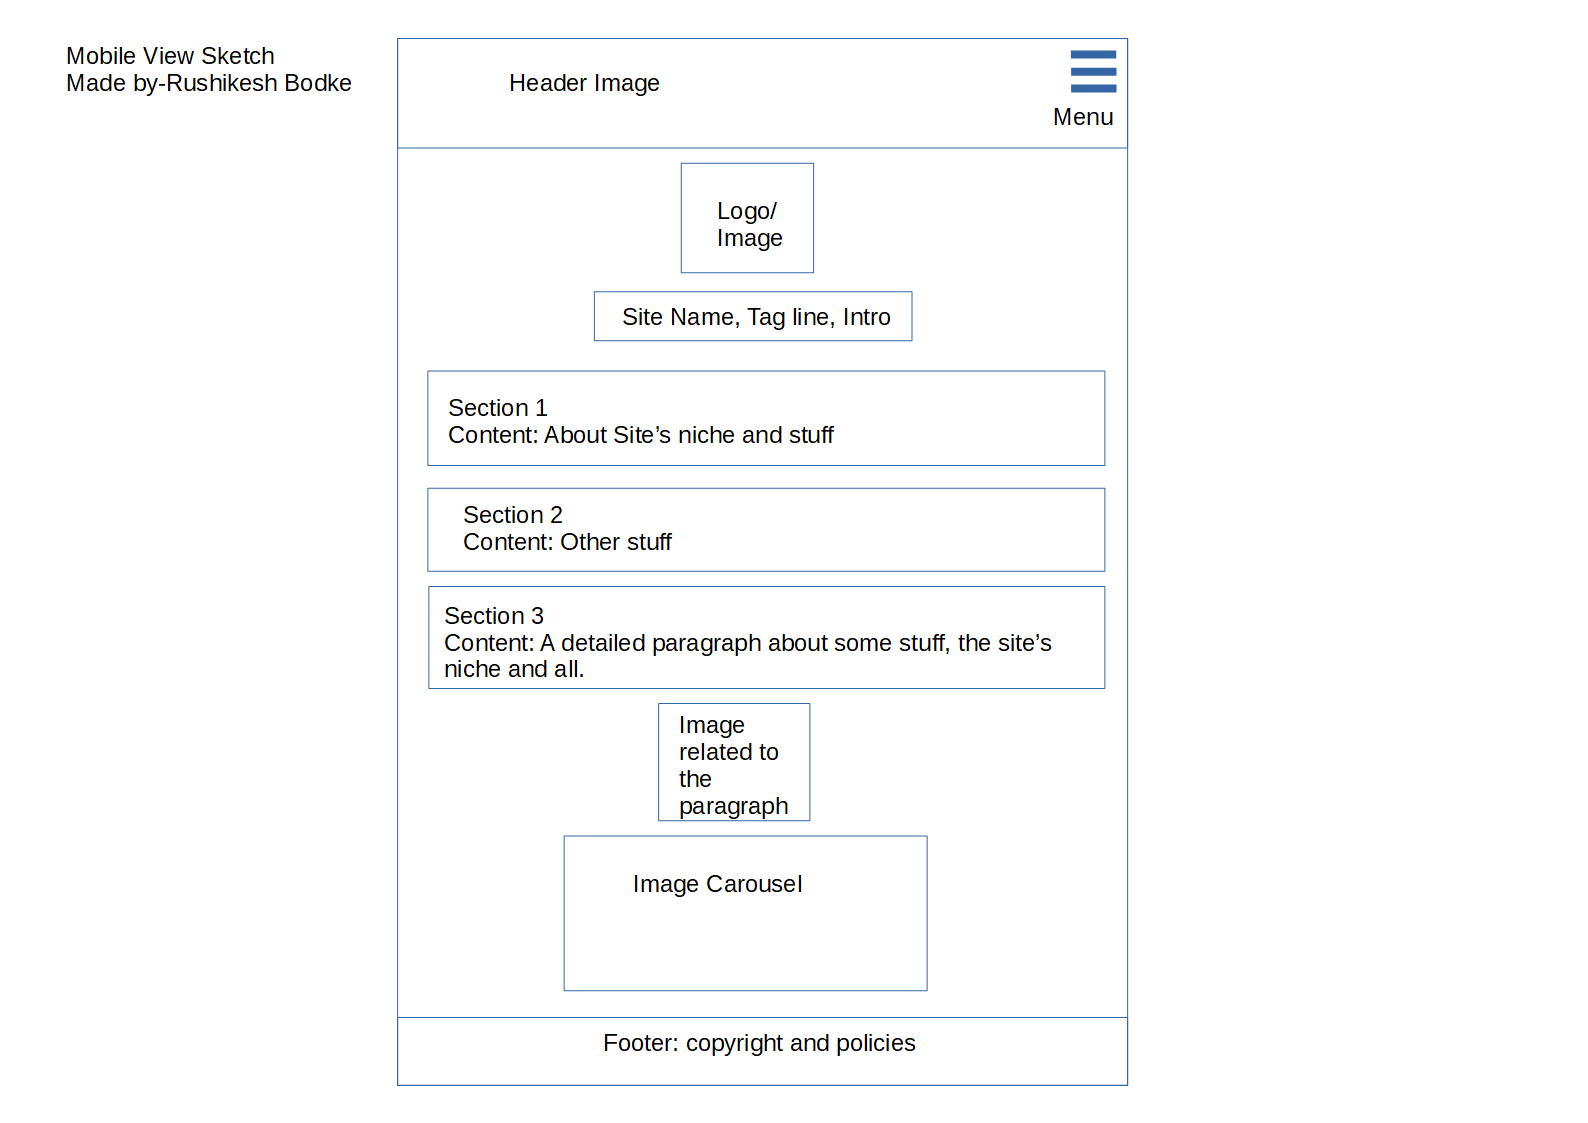 Mobile View Sketch
Made by-Rushikesh Bodke
Header Image
Menu
Logo/
Image
Site Name, Tag line, Intro
Section 1
Content: About Site’s niche and stuff
Section 2
Content: Other stuff
Section 3
Content: A detailed paragraph about some stuff, the site’s
niche and all.
Image
related to
the
paragraph
Image Carousel
Footer: copyright and policies